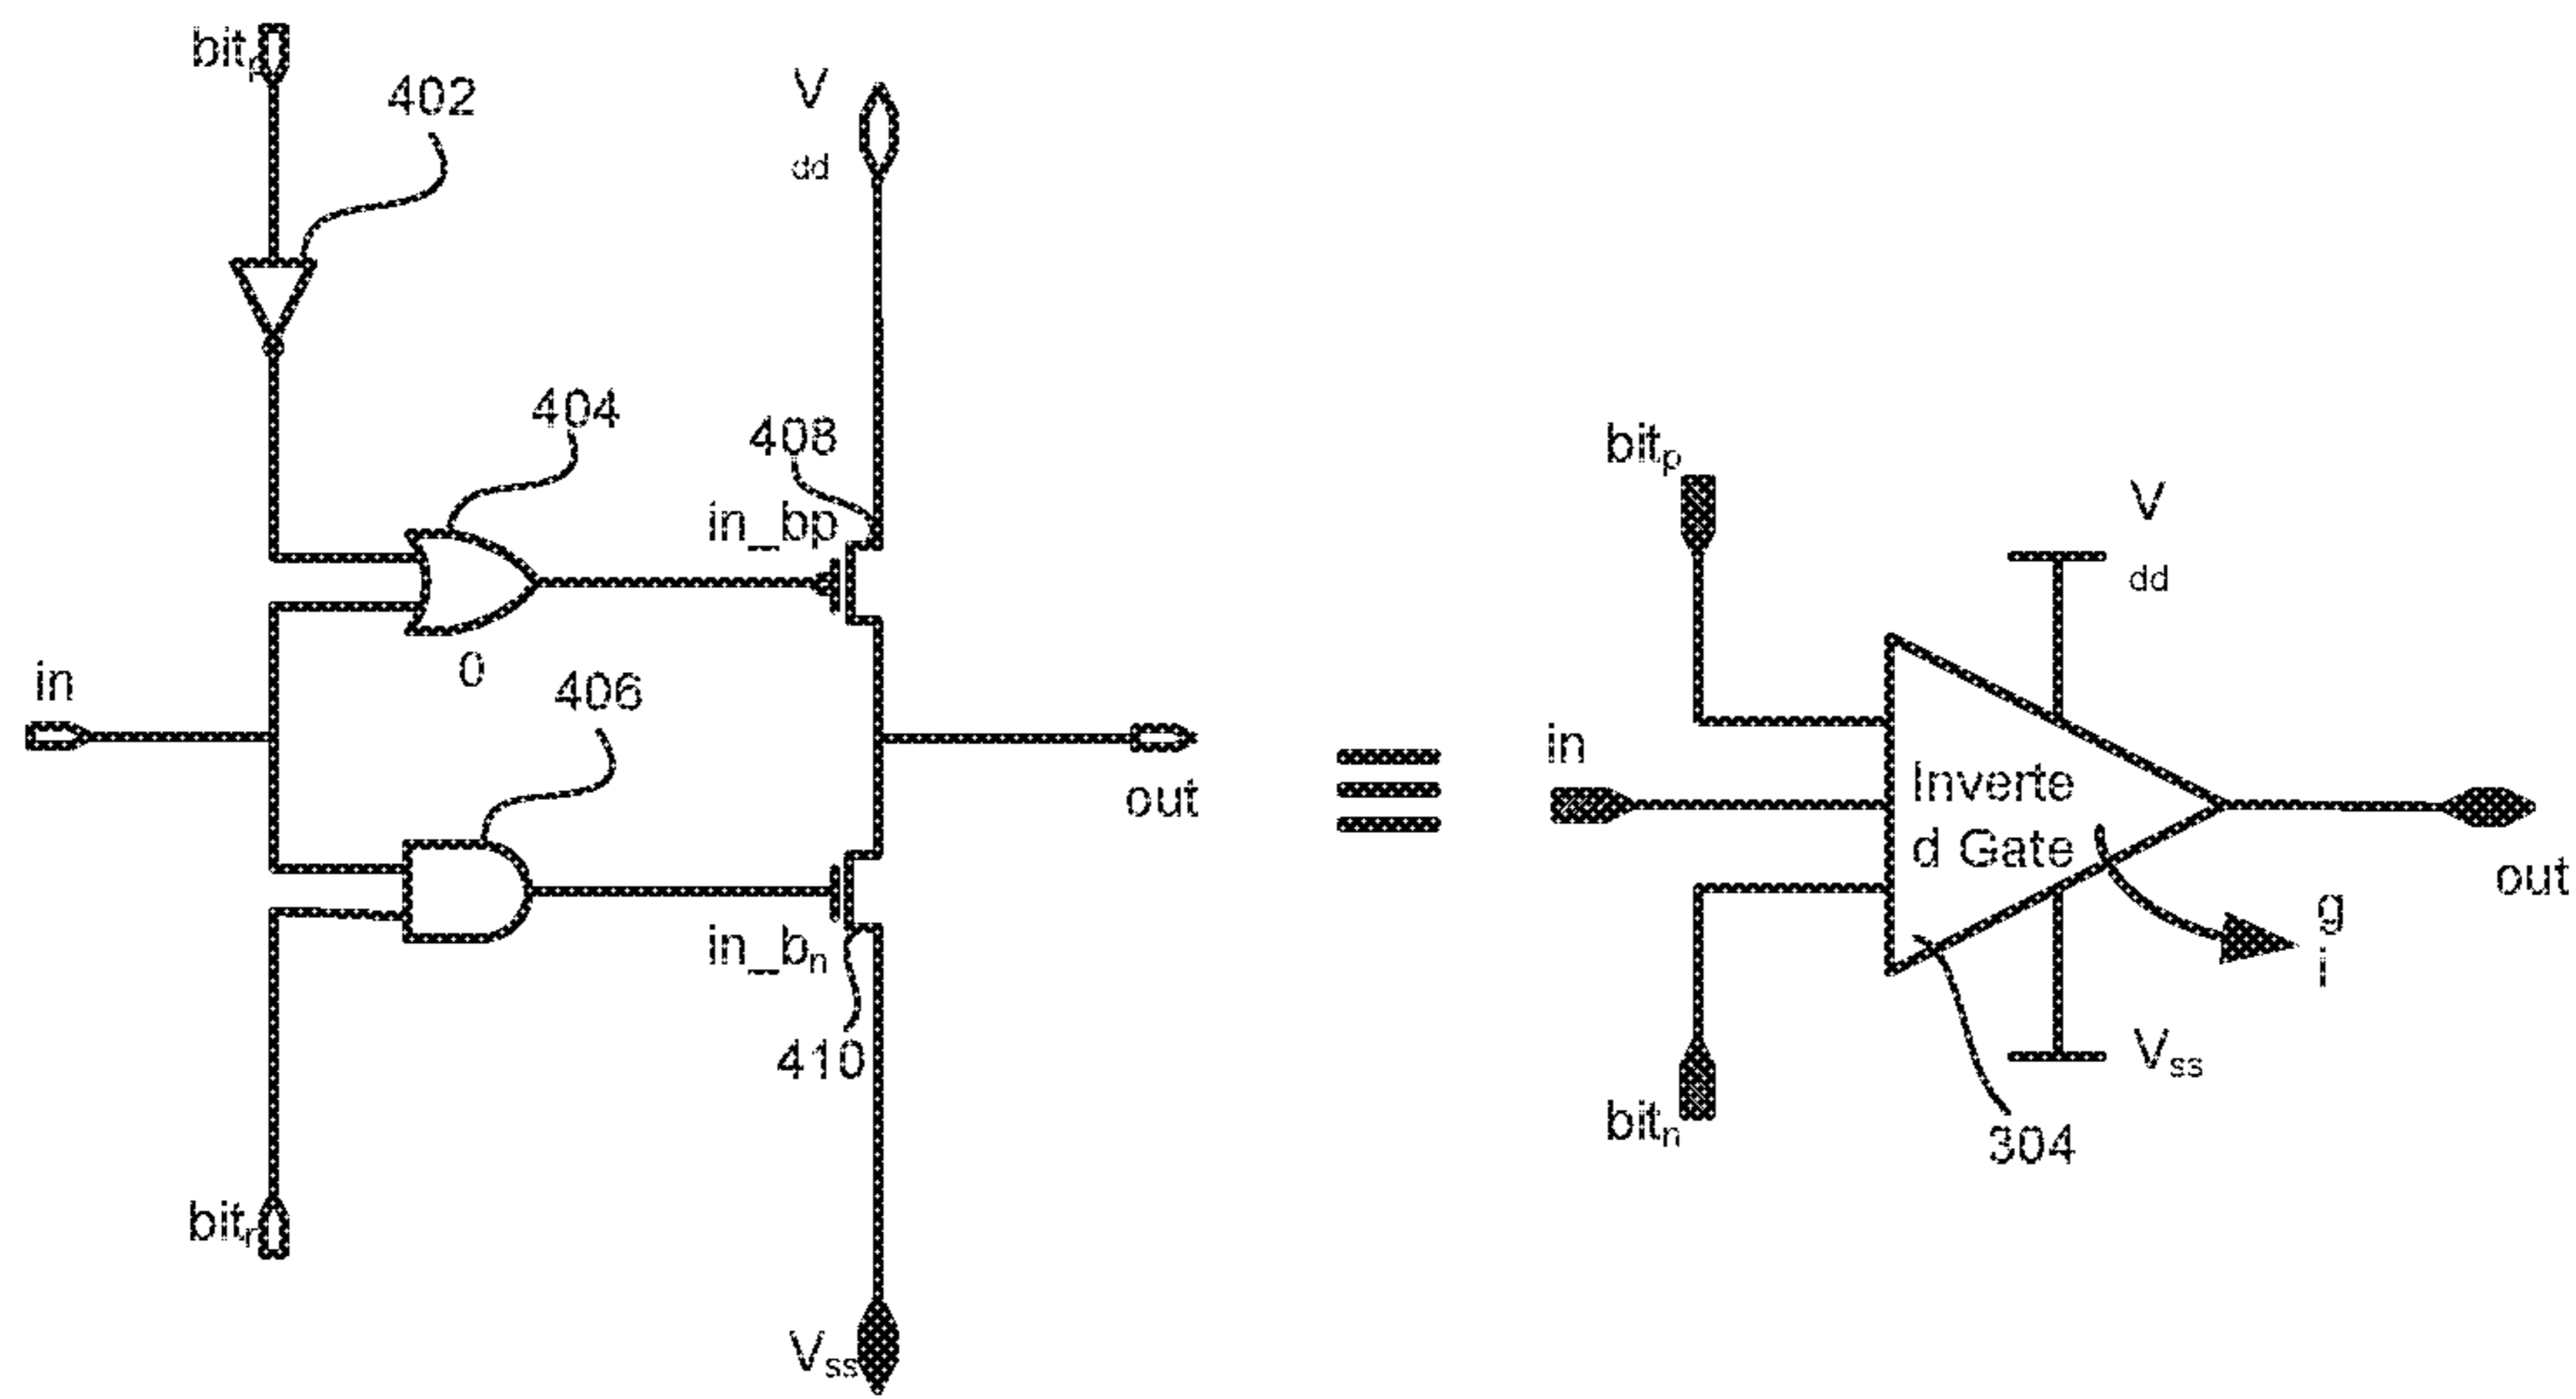 bitp
402
V
dd
404
408
in_bp
0
in
406
out
in_bn
410
bitr
Vss
bitp
V
dd
in
Inverte
d Gate
out
g
i
Vss
bitn
304